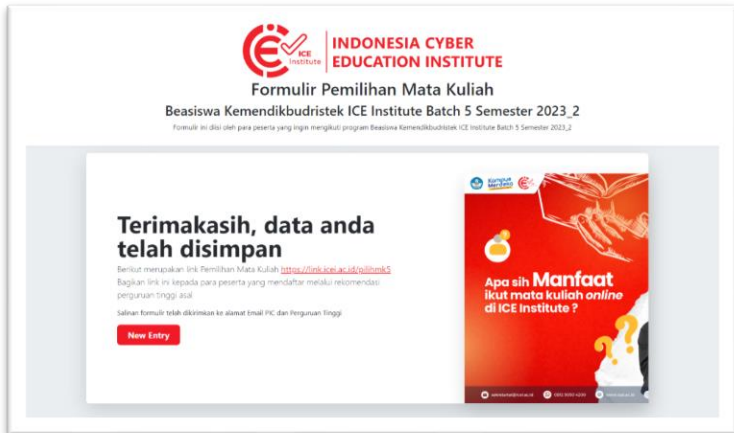 ICE
Institute
INDONESIA CYBER
EDUCATION INSTITUTE
Formulir Pemilihan Mata Kuliah
Beasiswa Kemendikbudristek ICE Institute Batch 5 Semester 2023_2
Formulir ini diisi oleh para peserta yang ingin mengikuti program Beasiswa Kemendikbudristek ICE Institute Batch 5 Semester 2023_2
Terimakasih, data anda
telah disimpan
Berikut merupakan link Pemilihan Mata Kuliah https://link.icei.ac.id/pilihmk5
Bagikan link ini kepada para peserta yang mendaftar melalui rekomendasi
perguruan tinggi asal
Salinan formulir telah dikirimkan ke alamat Email PIC dan Perguruan Tinggi
New Entry
Kampus
Merdeka
Apa sih Manfaat
ikut mata kuliah online
di ICE Institute ?